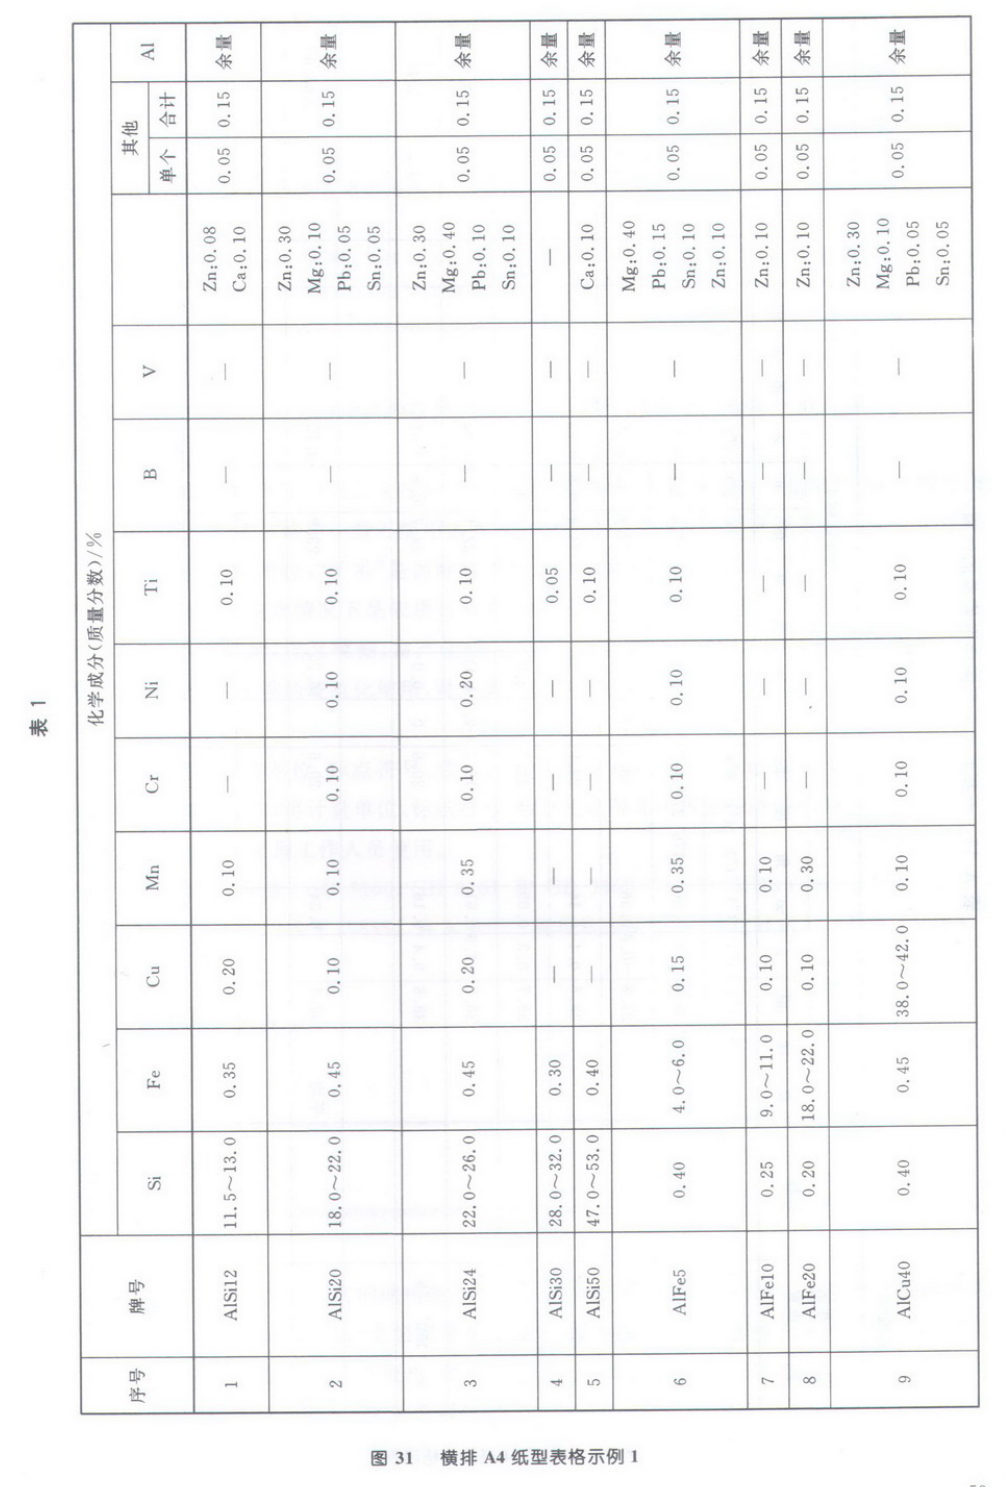 表 1
序号 牌号 化学成分(质量分数)/%
Si Fe Cu Mn Cr Ni Ti B V 其他 Al
单个 合计
1 AlSi12 11.5～13.0 0.35 0.20 0.10 — — 0.10 — — Zn:0.08 Ca:0.10 0.05 0.15 余量
2 AlSi20 18.0～22.0 0.45 0.10 0.10 0.10 0.10 0.10 — — Zn:0.30 Mg:0.10 Pb:0.05 Sn:0.05 0.05 0.15 余量
3 AlSi24 22.0～26.0 0.45 0.20 0.35 0.10 0.20 0.10 — — Zn:0.30 Mg:0.40 Pb:0.10 Sn:0.10 0.05 0.15 余量
4 AlSi30 28.0～32.0 0.30 — — — — 0.05 — — — 0.05 0.15 余量
5 AlSi50 47.0～53.0 0.40 — — — — 0.10 — — Ca:0.10 0.05 0.15 余量
6 AlFe5 0.40 4.0～6.0 0.15 0.35 0.10 0.10 0.10 — — Mg:0.40 Pb:0.15 Sn:0.10 Zn:0.10 0.05 0.15 余量
7 AlFe10 0.25 9.0～11.0 0.10 0.10 — — — — — Zn:0.10 0.05 0.15 余量
8 AlFe20 0.20 18.0～22.0 0.10 0.30 — — — — — Zn:0.10 0.05 0.15 余量
9 AlCu40 0.40 0.45 38.0～42.0 0.10 0.10 0.10 0.10 — — Zn:0.30 Mg:0.10 Pb:0.05 Sn:0.05 0.05 0.15 余量
图 31 横排 A4 纸型表格示例 1